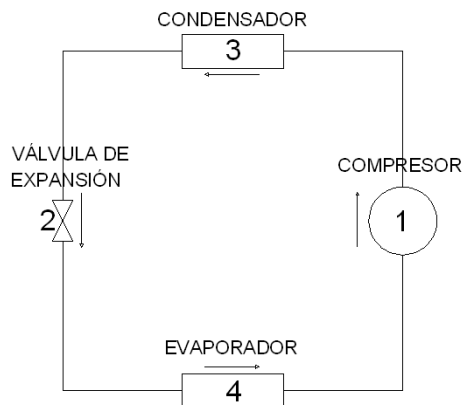 CONDENSADOR
3
VÁLVULA DE
EXPANSIÓN
2
COMPRESOR
1
EVAPORADOR
4